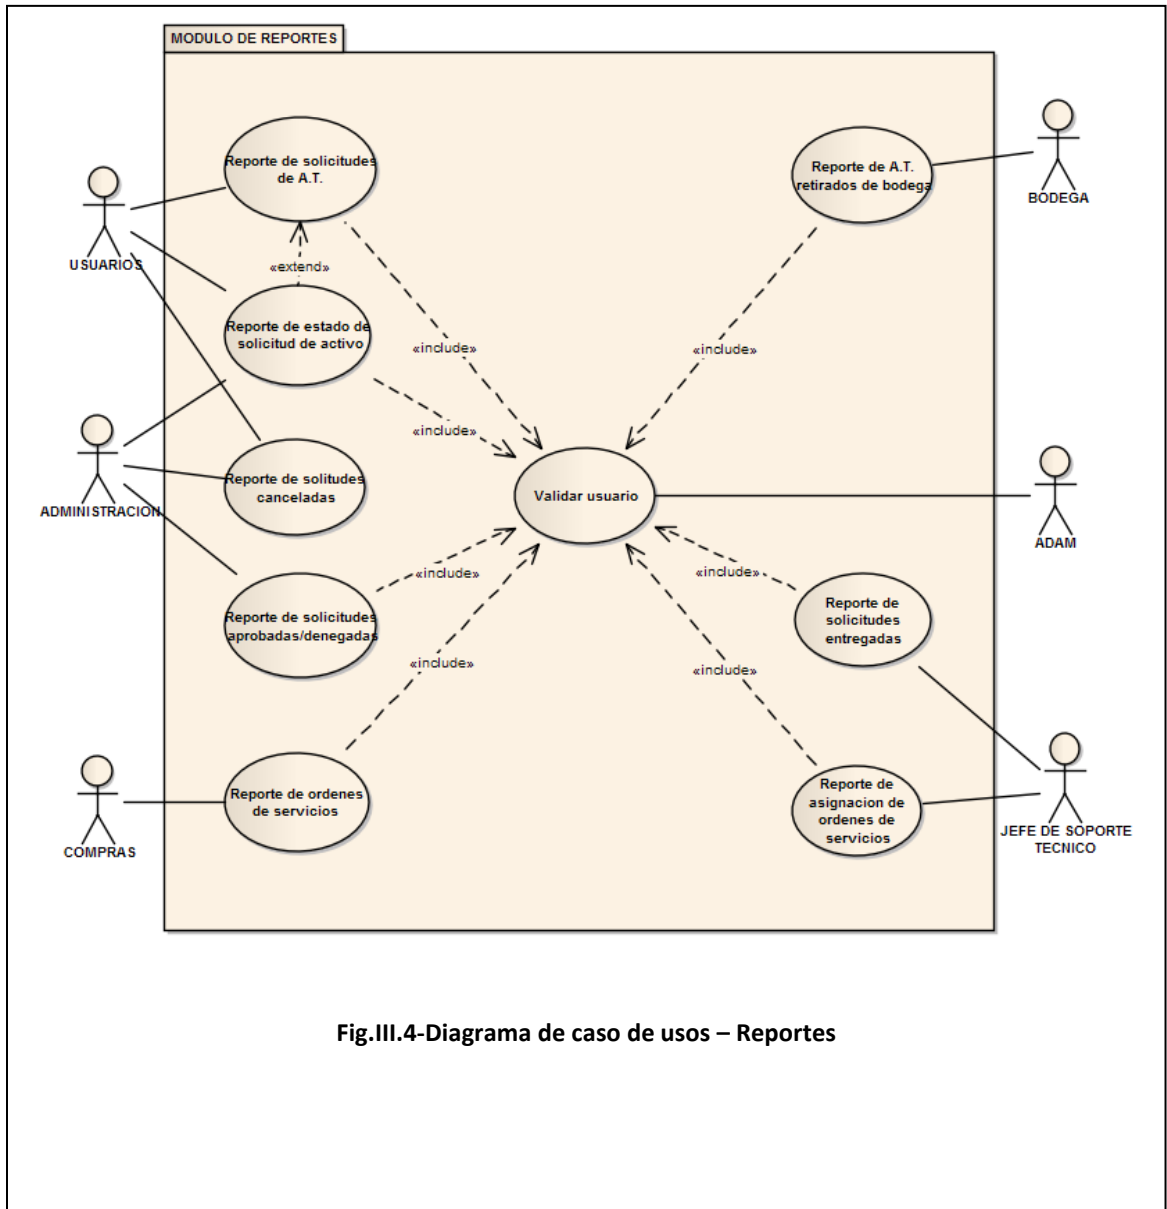 MODULO DE REPORTES
Reporte de solicitudes
de A.T.
Reporte de A.T.
retirados de bodega
BODEGA
USUARIOS
«extend»
Reporte de estado de
solicitud de activo
«include»
«include»
«include»
ADMINISTRACION
Reporte de solitudes
canceladas
Validar usuario
ADAM
«include»
«include»
Reporte de solicitudes
aprobadas/denegadas
Reporte de
solicitudes
entregadas
«include»
«include»
COMPRAS
Reporte de ordenes
de servicios
Reporte de
asignacion de
ordenes de
servicios
JEFE DE SOPORTE
TECNICO
Fig.III.4-Diagrama de caso de usos – Reportes